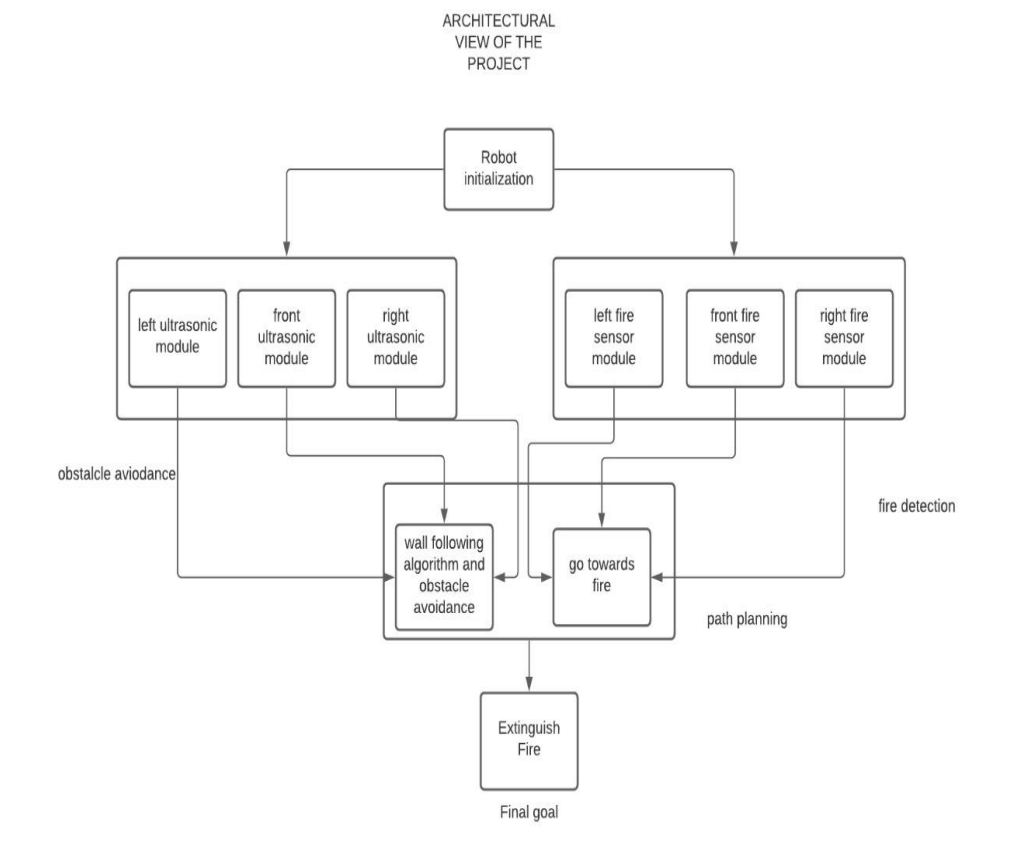 ARCHITECTURAL
VIEW OF THE
PROJECT
Robot
initialization
left ultrasonic
module
front
ultrasonic
module
right
ultrasonic
module
left fire
sensor
module
front fire
sensor
module
right fire
sensor
module
obstalcle aviodance
fire detection
wall following
algorithm and
obstacle
avoidance
go towards
fire
path planning
Extinguish
Fire
Final goal